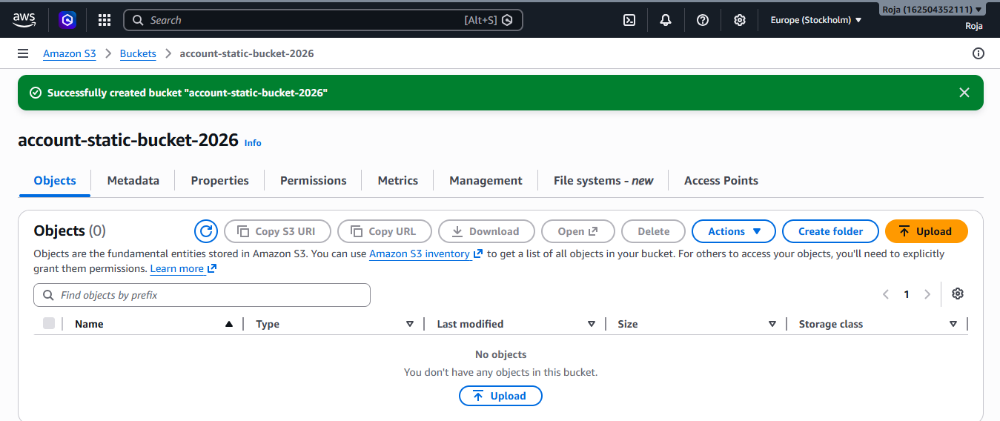 aws
Search [Alt+S] Europe (Stockholm) Roja (162504352111)
Roja
Amazon S3 Buckets account-static-bucket-2026
Successfully created bucket "account-static-bucket-2026"
account-static-bucket-2026 Info
Objects Metadata Properties Permissions Metrics Management File systems - new Access Points
Objects (0) Copy S3 URI Copy URL Download Open Delete Actions Create folder Upload
Objects are the fundamental entities stored in Amazon S3. You can use Amazon S3 inventory to get a list of all objects in your bucket. For others to access your objects, you'll need to explicitly
grant them permissions. Learn more
Find objects by prefix 1
Name Type Last modified Size Storage class
No objects
You don't have any objects in this bucket.
Upload